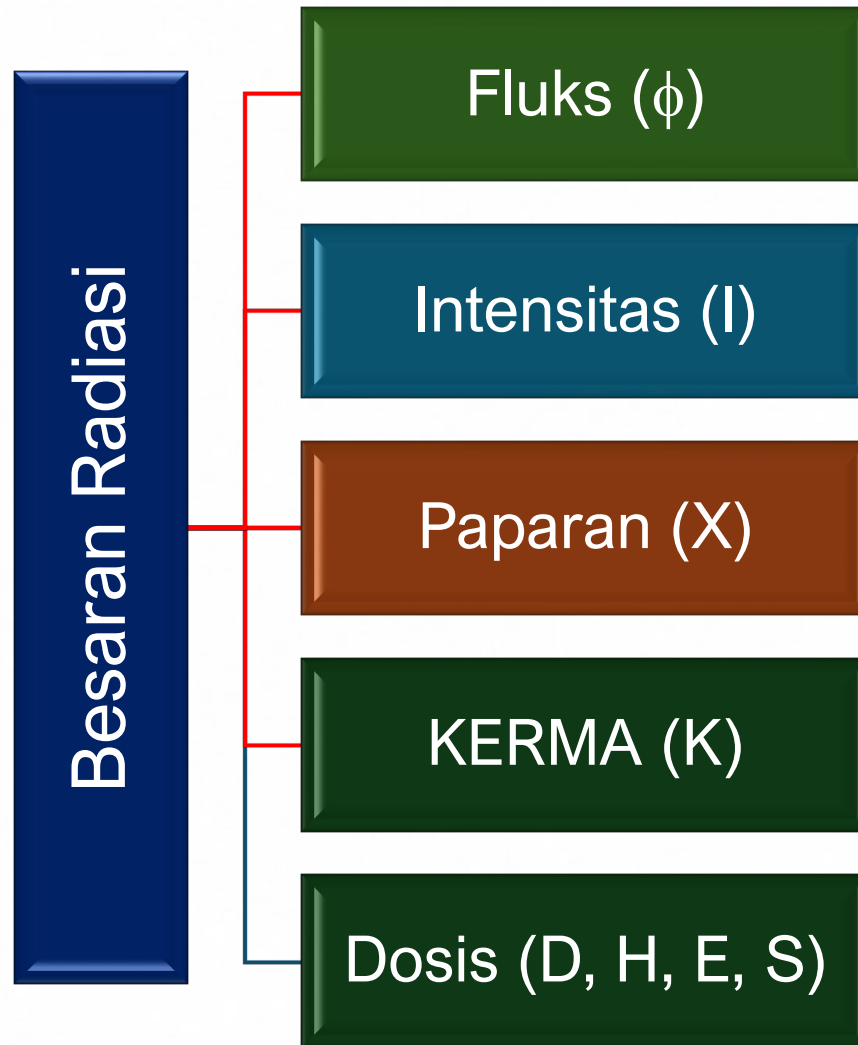 Besaran Radiasi
Fluks (ϕ)
Intensitas (I)
Paparan (X)
KERMA (K)
Dosis (D, H, E, S)